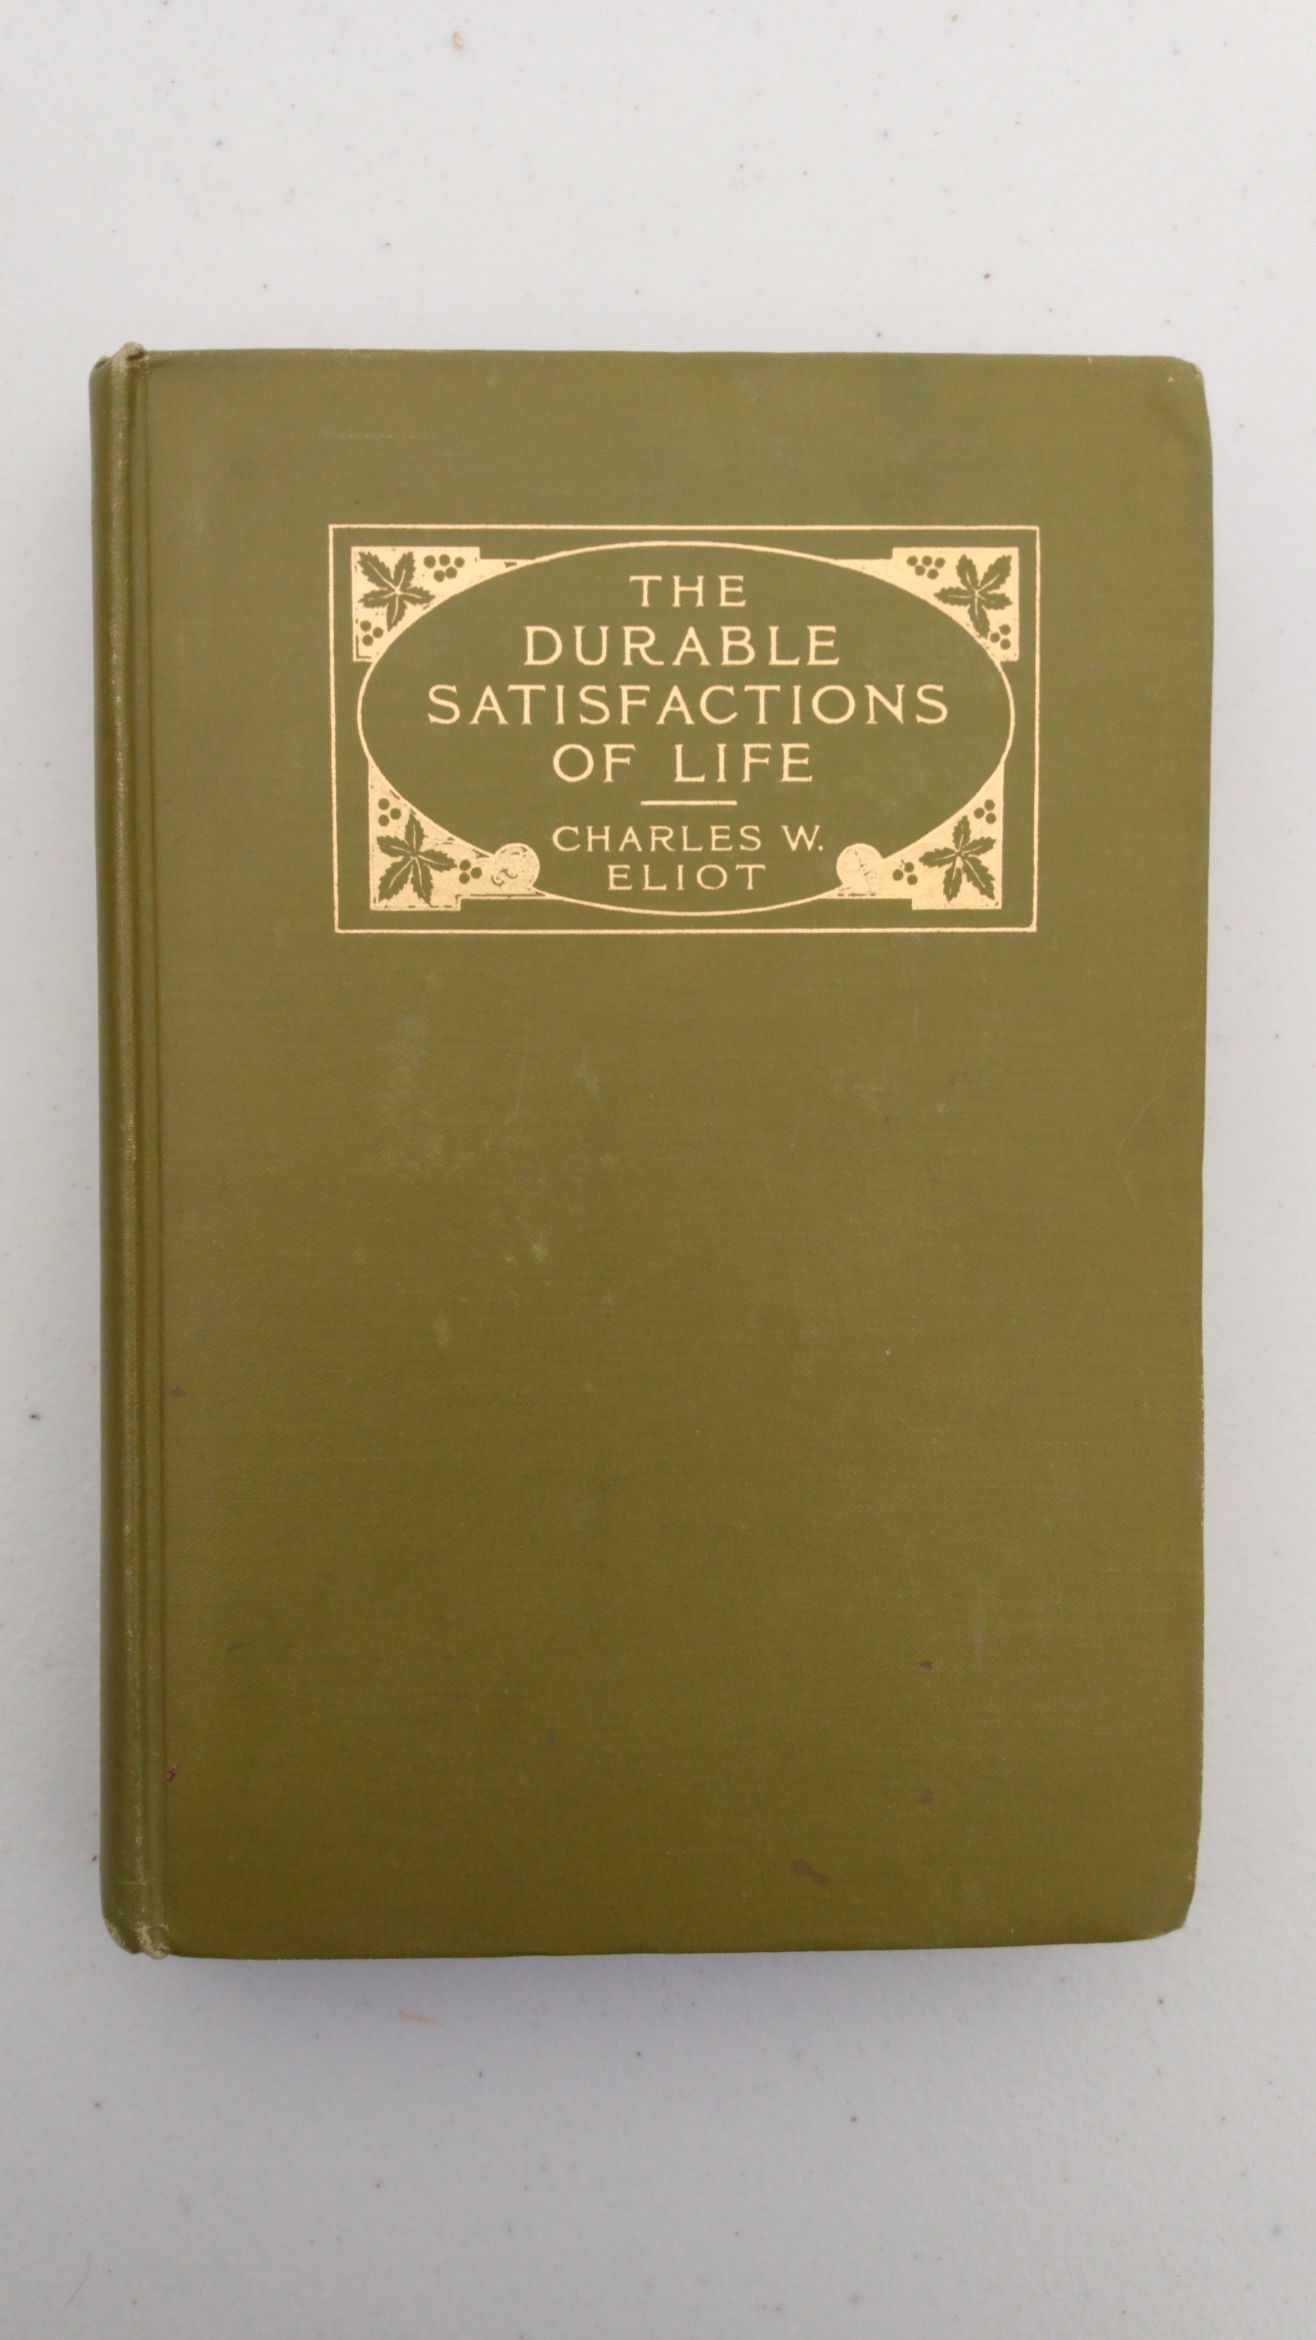 THE
DURABLE
SATISFACTIONS
OF LIFE
CHARLES W.
ELIOT